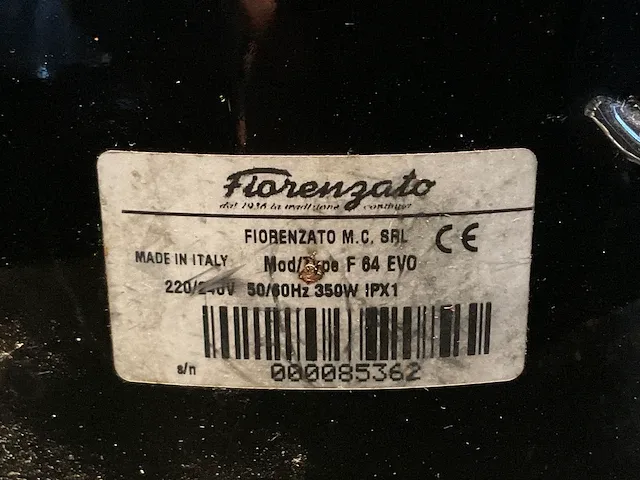 Fiorenzato
dal 1936 la tradizione continua
FIORENZATO M.C. SRL
CE
MADE IN ITALY
Mod/Type F 64 EVO
220/240V 50/60Hz 350W IPX1
s/n
000085362